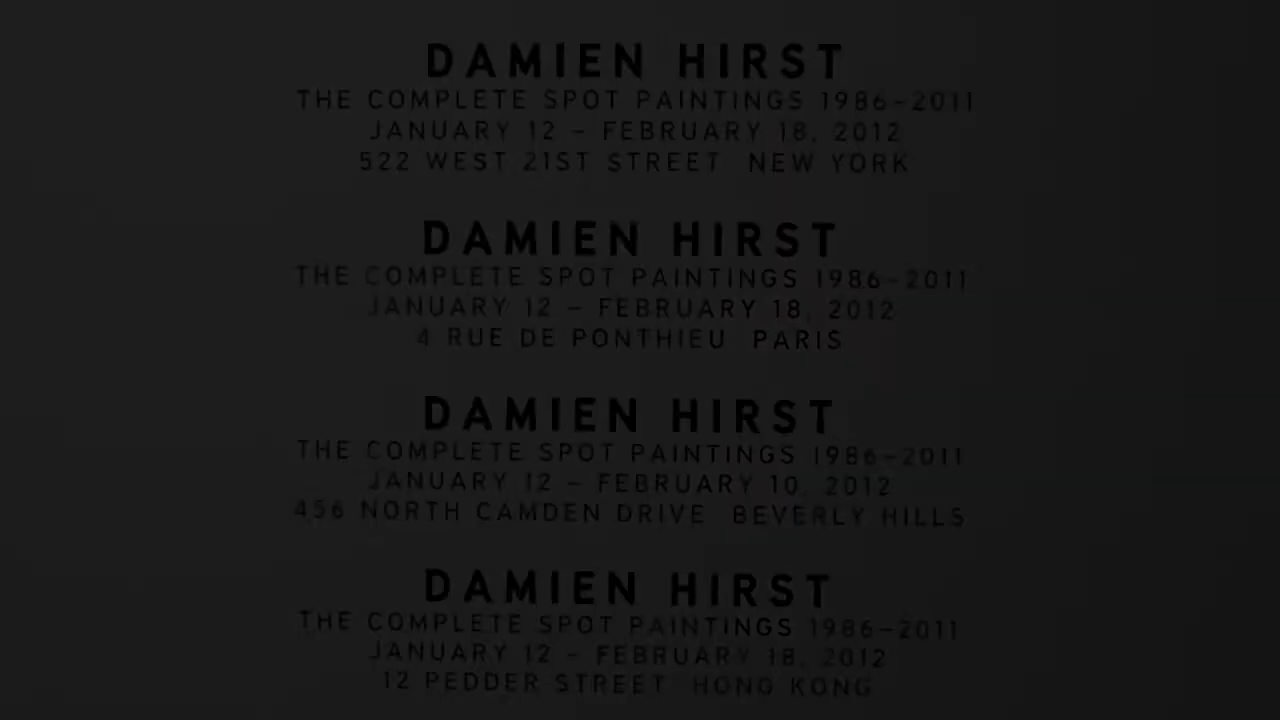 DAMIEN HIRST
THE COMPLETE SPOT PAINTINGS 1986–2011
JANUARY 12 – FEBRUARY 18, 2012
522 WEST 21ST STREET NEW YORK
DAMIEN HIRST
THE COMPLETE SPOT PAINTINGS 1986–2011
JANUARY 12 – FEBRUARY 18, 2012
4 RUE DE PONTHIEU PARIS
DAMIEN HIRST
THE COMPLETE SPOT PAINTINGS 1986–2011
JANUARY 12 – FEBRUARY 10, 2012
456 NORTH CAMDEN DRIVE BEVERLY HILLS
DAMIEN HIRST
THE COMPLETE SPOT PAINTINGS 1986–2011
JANUARY 12 – FEBRUARY 18, 2012
12 PEDDER STREET HONG KONG